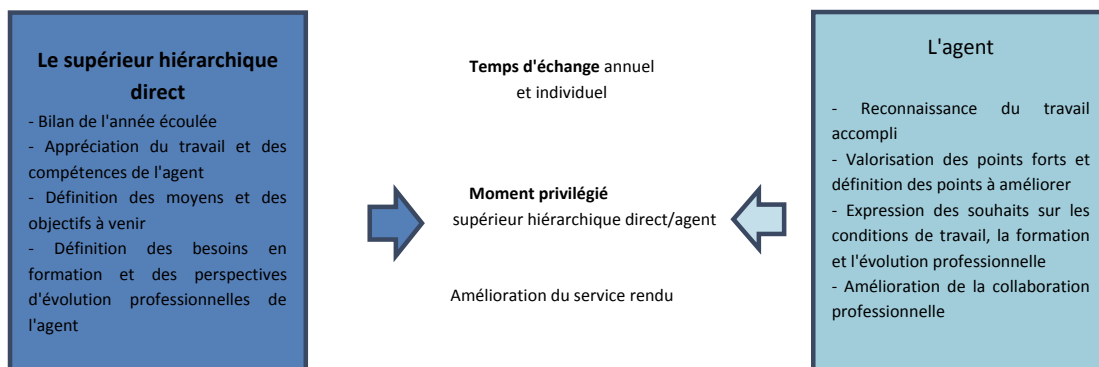 Le supérieur hiérarchique
direct
- Bilan de l'année écoulée
- Appréciation du travail et des
compétences de l'agent
- Définition des moyens et des
objectifs à venir
- Définition des besoins en
formation et des perspectives
d'évolution professionnelles de
l'agent
Temps d'échange annuel
et individuel
Moment privilégié
supérieur hiérarchique direct/agent
Amélioration du service rendu
L'agent
- Reconnaissance du travail
accompli
- Valorisation des points forts et
définition des points à améliorer
- Expression des souhaits sur les
conditions de travail, la formation
et l'évolution professionnelle
- Amélioration de la collaboration
professionnelle